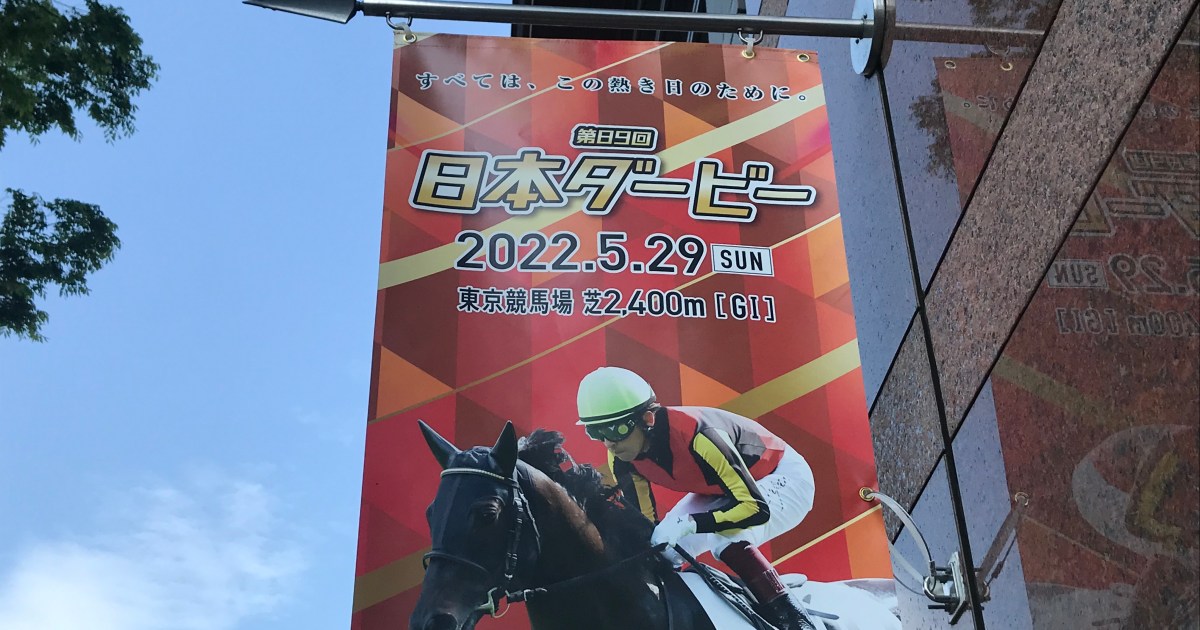 すべては、この熱き日のために。
第89回
日本ダービー
2022.5.29 SUN
東京競馬場 芝2,400m [GI]